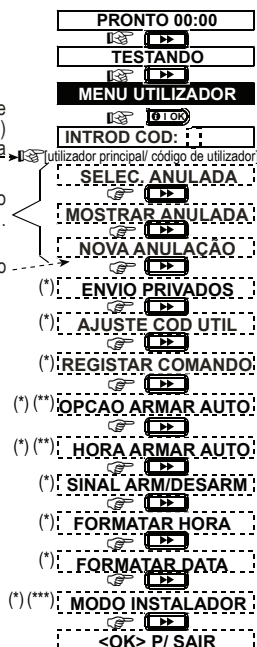 PRONTO 00:00
TESTANDO
MENU UTILIZADOR
I OK
INTROD COD:
[utilizador principal/ código de utilizador]
SELEC. ANULADA
MOSTRAR ANULADA
NOVA ANULAÇÃO
(*) ENVIO PRIVADOS
(*) AJUSTE COD UTIL
(*) REGISTAR COMANDO
(*) (**) OPCAO ARMAR AUTO
(*) (**) HORA ARMAR AUTO
(*) SINAL ARM/DESARM
(*) FORMATAR HORA
(*) FORMATAR DATA
(*) (***) MODO INSTALADOR
<OK> P/ SAIR